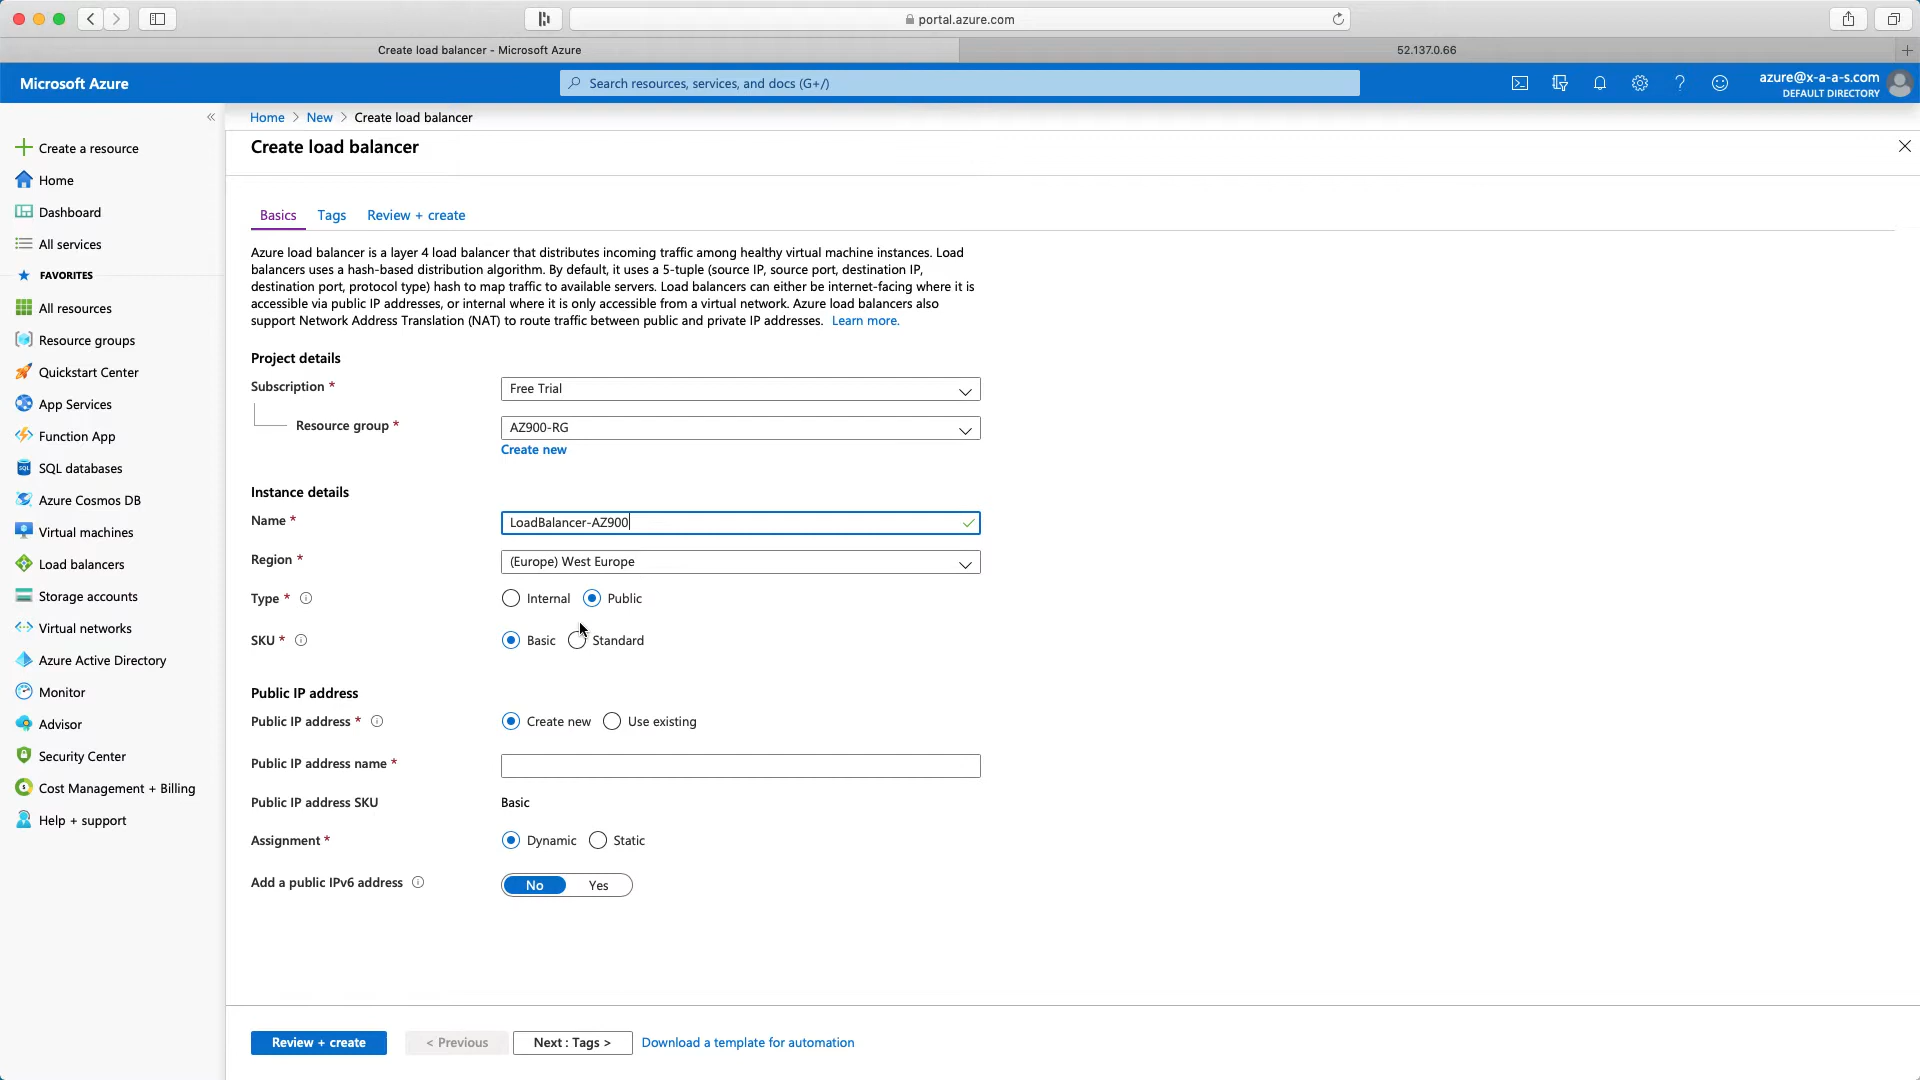 portal.azure.com
Create load balancer - Microsoft Azure
52.137.0.66
Microsoft Azure
Search resources, services, and docs (G+/)
azure@x-a-a-s.com
DEFAULT DIRECTORY
Home > New > Create load balancer
Create load balancer
Create a resource
Home
Dashboard
All services
FAVORITES
All resources
Resource groups
Quickstart Center
App Services
Function App
SQL databases
Azure Cosmos DB
Virtual machines
Load balancers
Storage accounts
Virtual networks
Azure Active Directory
Monitor
Advisor
Security Center
Cost Management + Billing
Help + support
Basics Tags Review + create
Azure load balancer is a layer 4 load balancer that distributes incoming traffic among healthy virtual machine instances. Load
balancers uses a hash-based distribution algorithm. By default, it uses a 5-tuple (source IP, source port, destination IP,
destination port, protocol type) hash to map traffic to available servers. Load balancers can either be internet-facing where it is
accessible via public IP addresses, or internal where it is only accessible from a virtual network. Azure load balancers also
support Network Address Translation (NAT) to route traffic between public and private IP addresses. Learn more.
Project details
Subscription * Free Trial
Resource group * AZ900-RG
Create new
Instance details
Name * LoadBalancer-AZ900
Region * (Europe) West Europe
Type * Internal Public
SKU * Basic Standard
Public IP address
Public IP address * Create new Use existing
Public IP address name *
Public IP address SKU Basic
Assignment * Dynamic Static
Add a public IPv6 address No Yes
Review + create < Previous Next : Tags > Download a template for automation